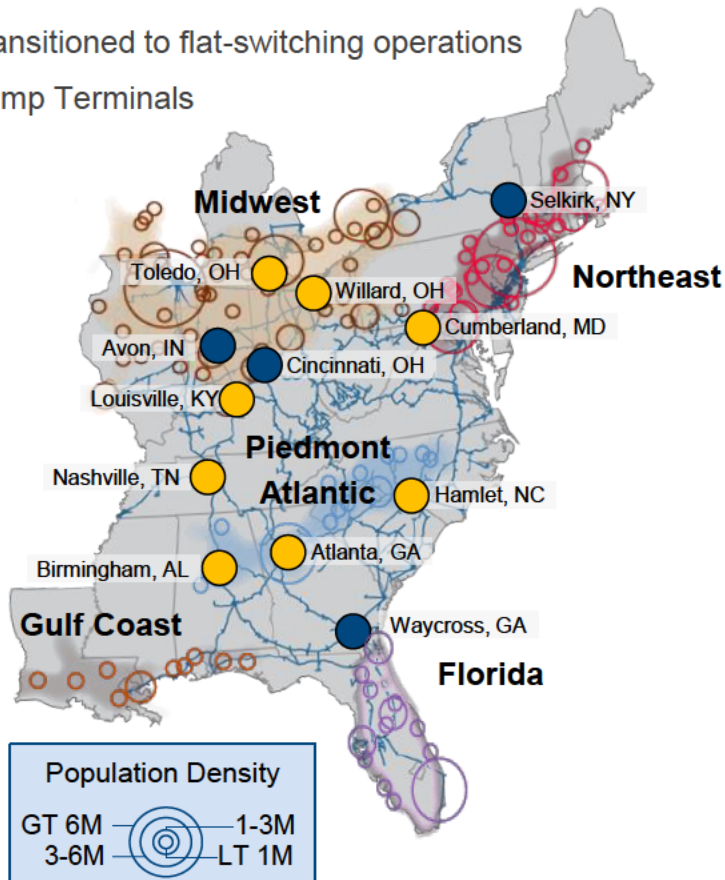 ansitioned to flat-switching operations
mp Terminals
Midwest
Selkirk, NY
Toledo, OH
Northeast
Willard, OH
Cumberland, MD
Avon, IN
Cincinnati, OH
Louisville, KY
Piedmont
Atlantic
Nashville, TN
Hamlet, NC
Atlanta, GA
Birmingham, AL
Gulf Coast
Waycross, GA
Florida
Population Density
GT 6M 1-3M
3-6M LT 1M